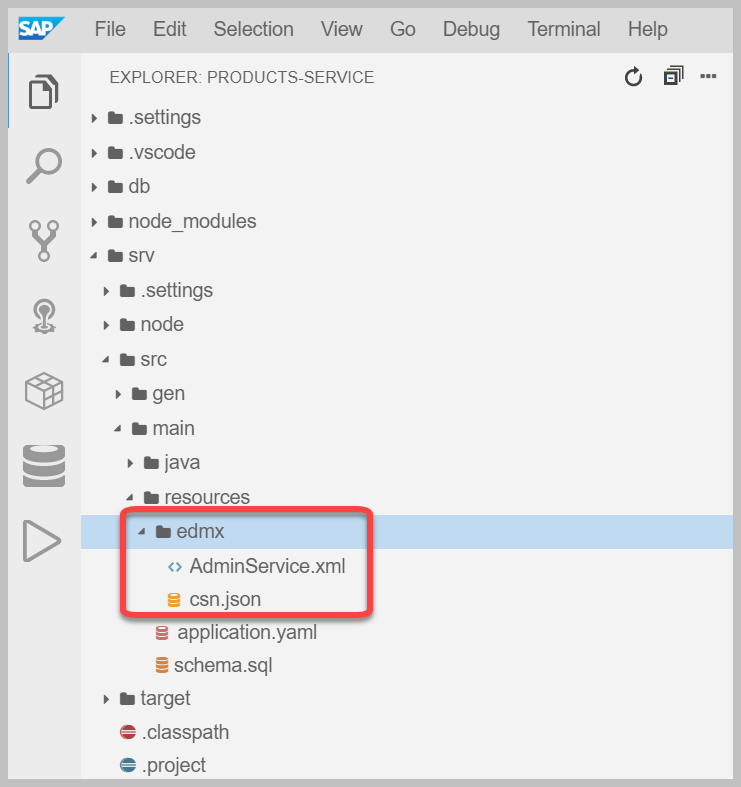 SAP File Edit Selection View Go Debug Terminal Help
EXPLORER: PRODUCTS-SERVICE
.settings
.vscode
db
node_modules
srv
.settings
node
src
gen
main
java
resources
edmx
AdminService.xml
csn.json
application.yaml
schema.sql
target
.classpath
.project